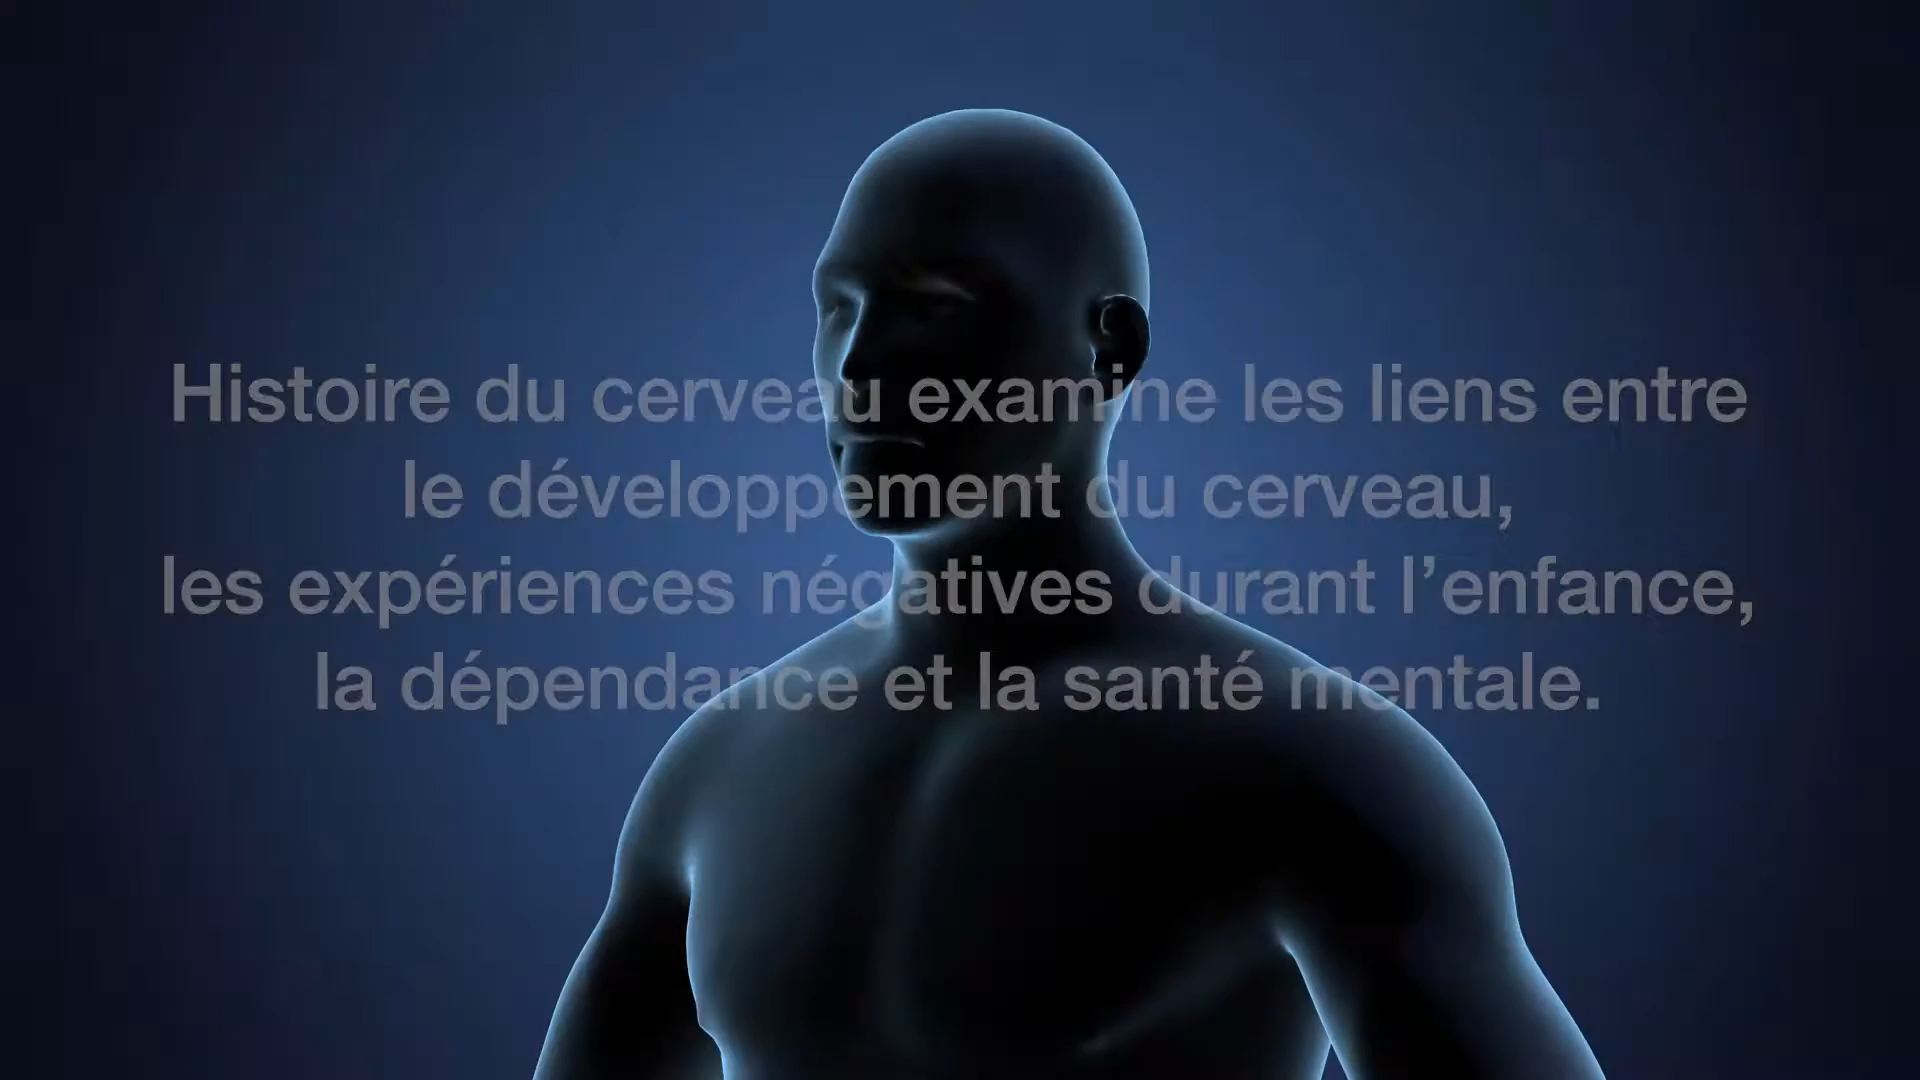 Histoire du cerveau examine les liens entre
le développement du cerveau,
les expériences négatives durant l’enfance,
la dépendance et la santé mentale.